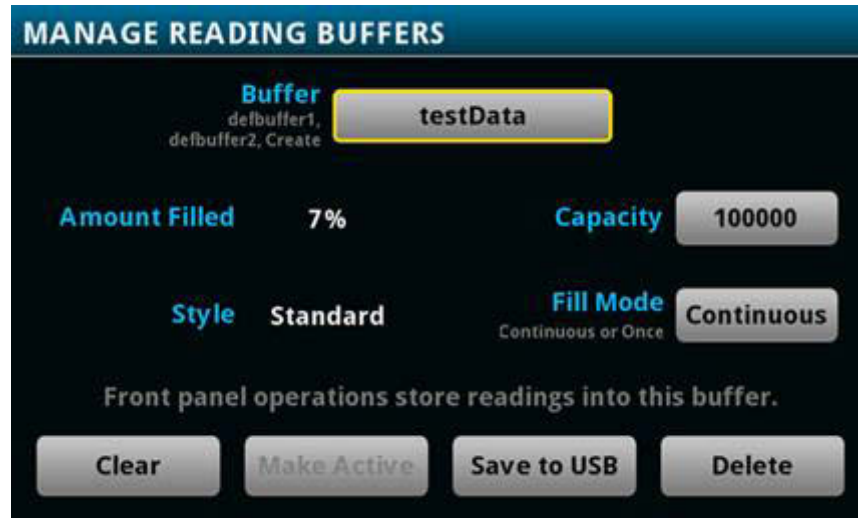 MANAGE READING BUFFERS
Buffer
defbuffer1,
defbuffer2, Create
testData
Amount Filled 7%
Capacity 100000
Style Standard
Fill Mode
Continuous or Once
Continuous
Front panel operations store readings into this buffer.
Clear Make Active Save to USB Delete